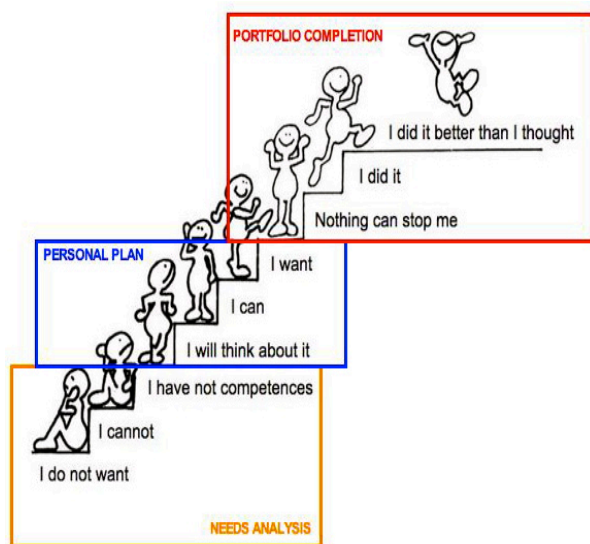 PORTFOLIO COMPLETION
I did it better than I thought
I did it
Nothing can stop me
PERSONAL PLAN
I want
I can
I will think about it
I have not competences
I cannot
I do not want
NEEDS ANALYSIS